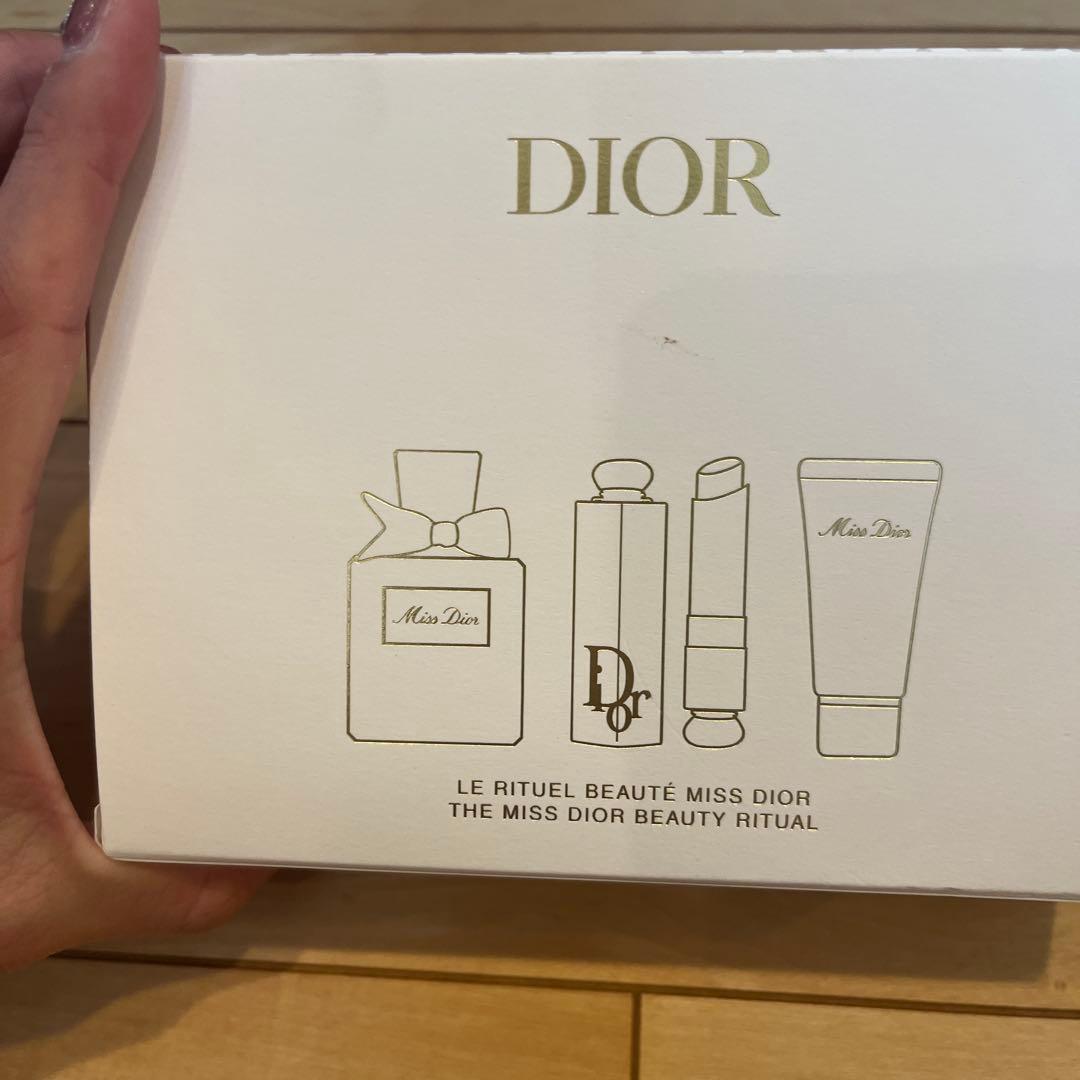 DIOR
Miss Dior
Dior
Miss Dior
LE RITUEL BEAUTÉ MISS DIOR
THE MISS DIOR BEAUTY RITUAL